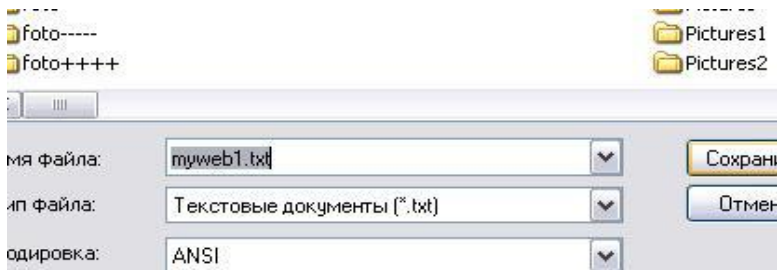 foto-----
Pictures1
foto++++
Pictures2
мя файла:
myweb1.txt
Сохрани
ип файла:
Текстовые документы (*.txt)
Отмен
одировка:
ANSI